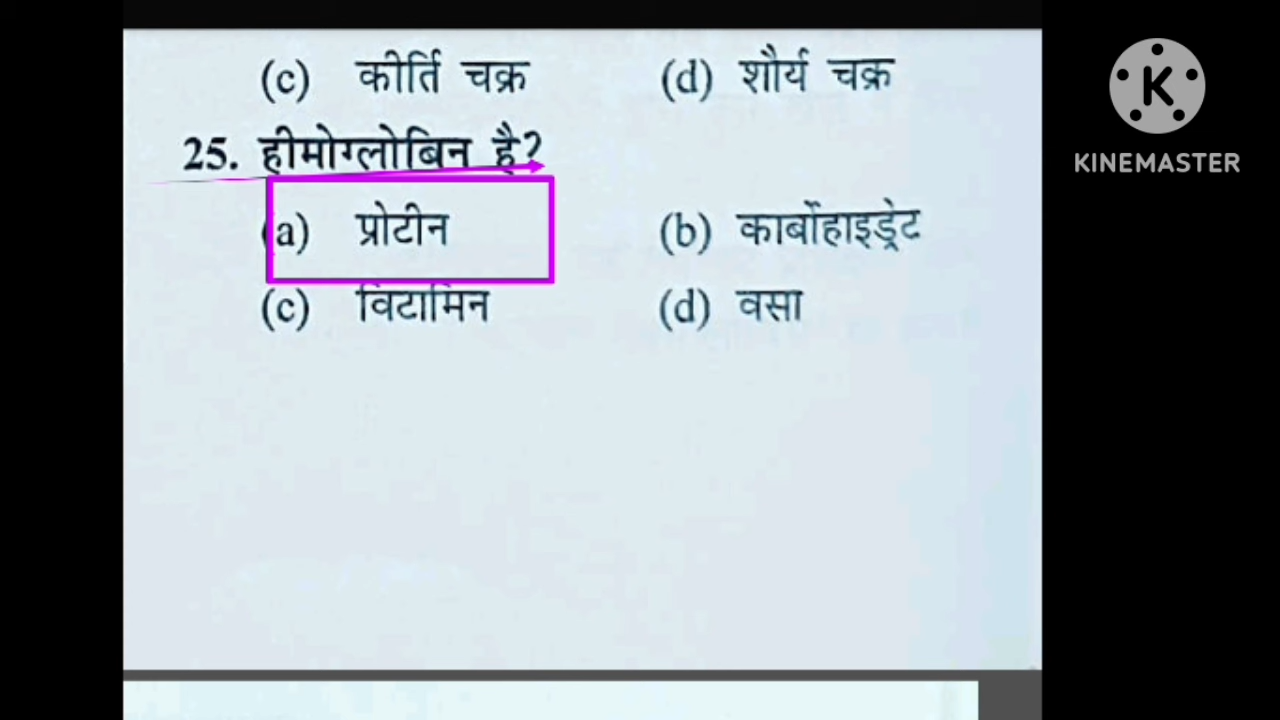 (c) कीर्ति चक्र (d) शौर्य चक्र
25. हीमोग्लोबिन है?
(a) प्रोटीन (b) कार्बोहाइड्रेट
(c) विटामिन (d) वसा
K
KINEMASTER